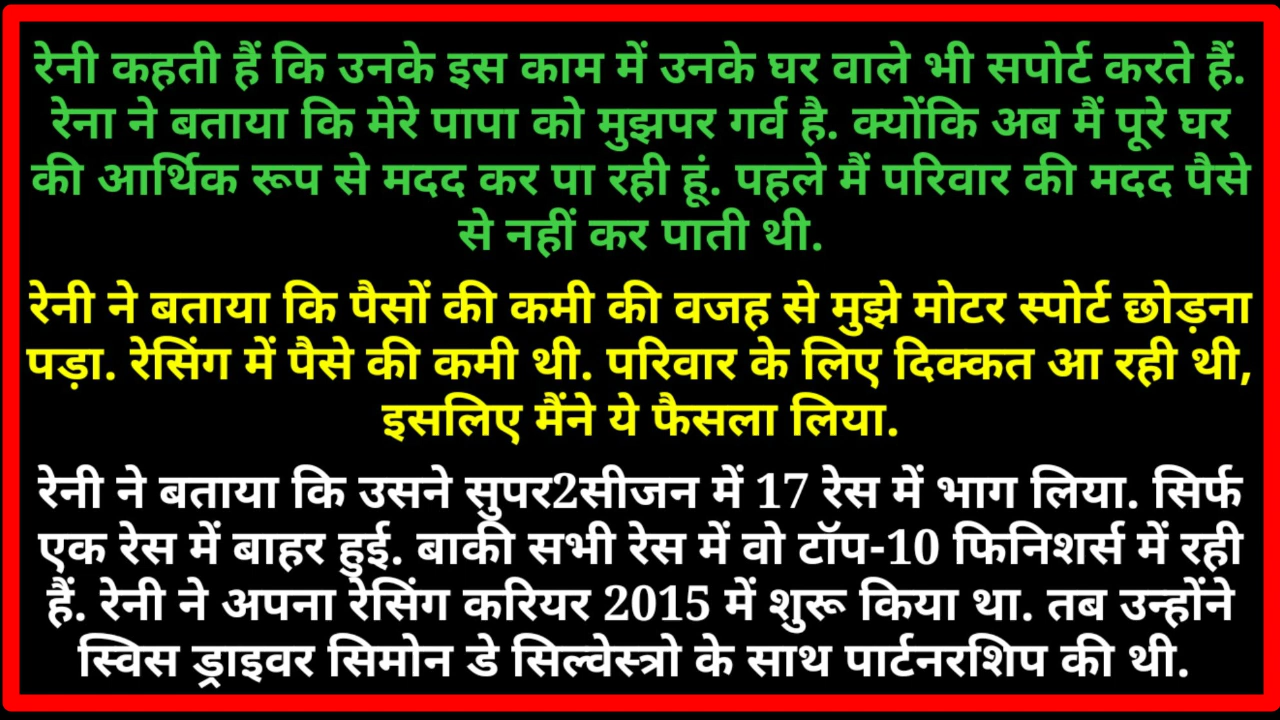 रेनी कहती हैं कि उनके इस काम में उनके घर वाले भी सपोर्ट करते हैं.
रेना ने बताया कि मेरे पापा को मुझपर गर्व है. क्योंकि अब मैं पूरे घर
की आर्थिक रूप से मदद कर पा रही हूं. पहले मैं परिवार की मदद पैसे
से नहीं कर पाती थी.
रेनी ने बताया कि पैसों की कमी की वजह से मुझे मोटर स्पोर्ट छोड़ना
पड़ा. रेसिंग में पैसे की कमी थी. परिवार के लिए दिक्कत आ रही थी,
इसलिए मैंने ये फैसला लिया.
रेनी ने बताया कि उसने सुपर2सीजन में 17 रेस में भाग लिया. सिर्फ
एक रेस में बाहर हुई. बाकी सभी रेस में वो टॉप-10 फिनिशर्स में रही
हैं. रेनी ने अपना रेसिंग करियर 2015 में शुरू किया था. तब उन्होंने
स्विस ड्राइवर सिमोन डे सिल्वेस्त्रो के साथ पार्टनरशिप की थी.